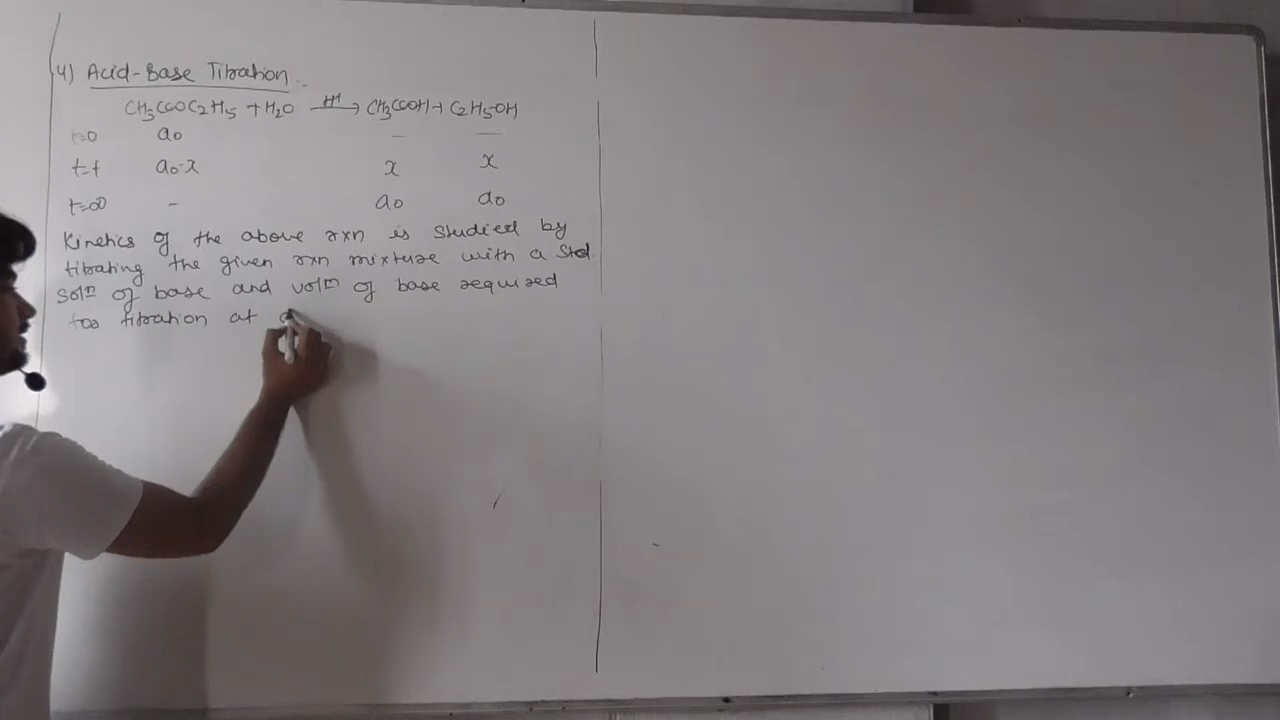 4) Acid-Base Titration
CH3COOC2H5 + H2O —H+→ CH3COOH + C2H5OH
t=0 a0 — —
t=t a0-x x x
t=∞ - a0 a0
Kinetics of the above rxn is studied by
titrating the given rxn mixture with a std.
solⁿ of base and volᵐ of base required
for titration at